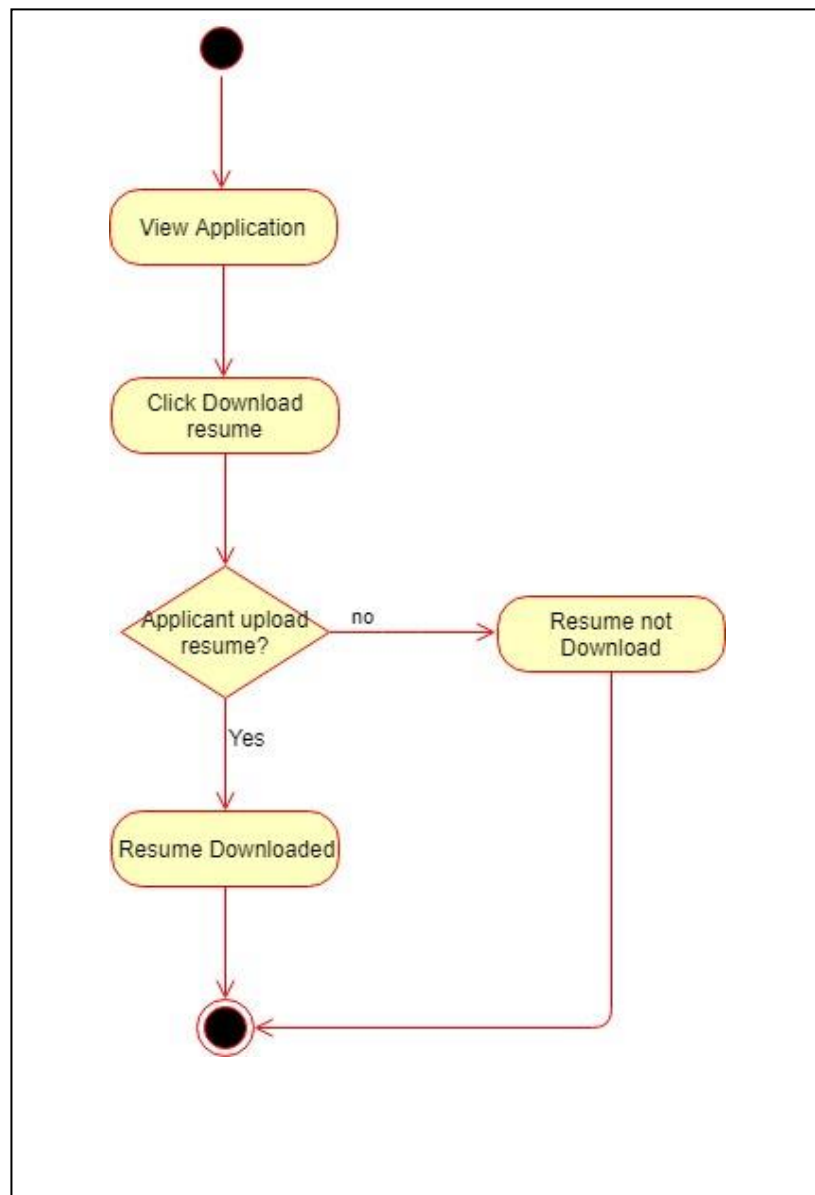 View Application
Click Download
resume
Applicant upload
resume?
no
Resume not
Download
Yes
Resume Downloaded